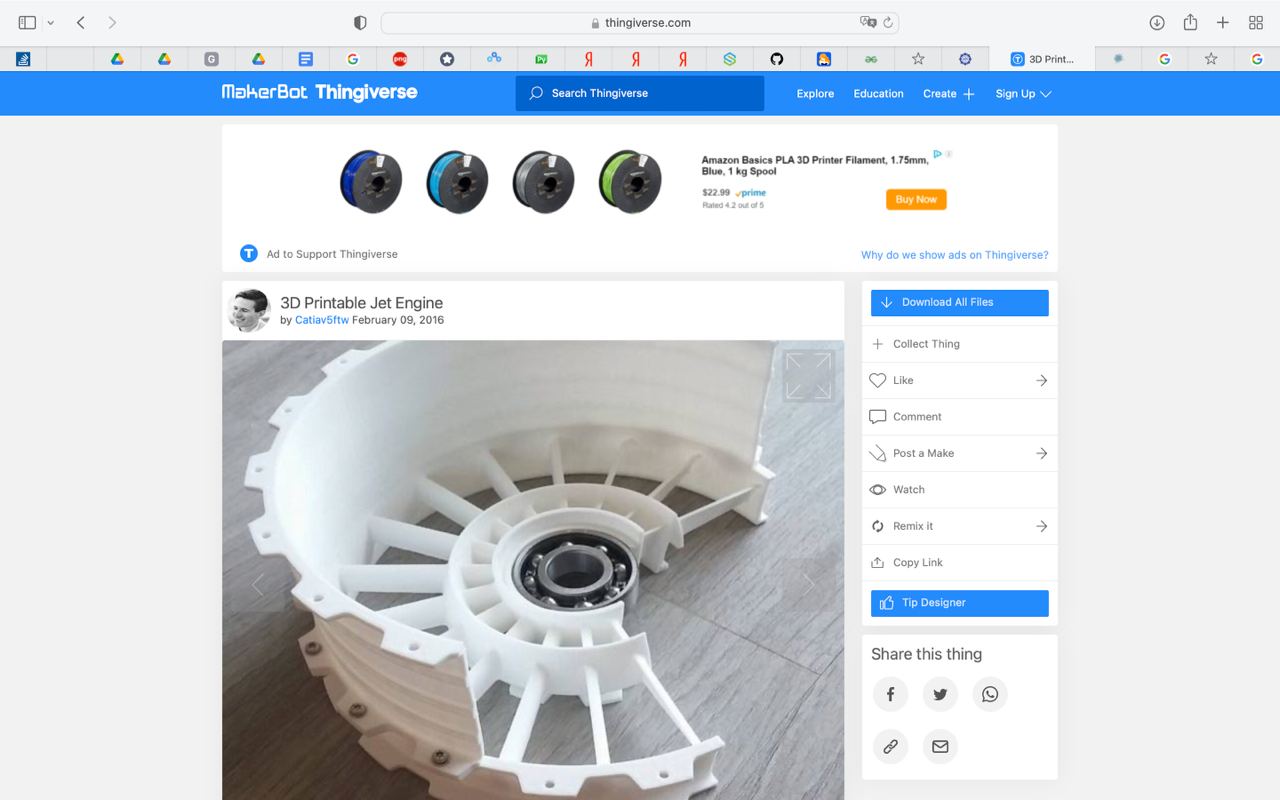 thingiverse.com
G
png
Py
Я
Я
Я
3D Print...
MakerBot Thingiverse
Search Thingiverse
Explore
Education
Create
Sign Up
Amazon Basics PLA 3D Printer Filament, 1.75mm,
Blue, 1 kg Spool
$22.99 prime
Rated 4.2 out of 5
Buy Now
Ad to Support Thingiverse
Why do we show ads on Thingiverse?
3D Printable Jet Engine
by Catiav5ftw February 09, 2016
Download All Files
Collect Thing
Like
Comment
Post a Make
Watch
Remix it
Copy Link
Tip Designer
Share this thing